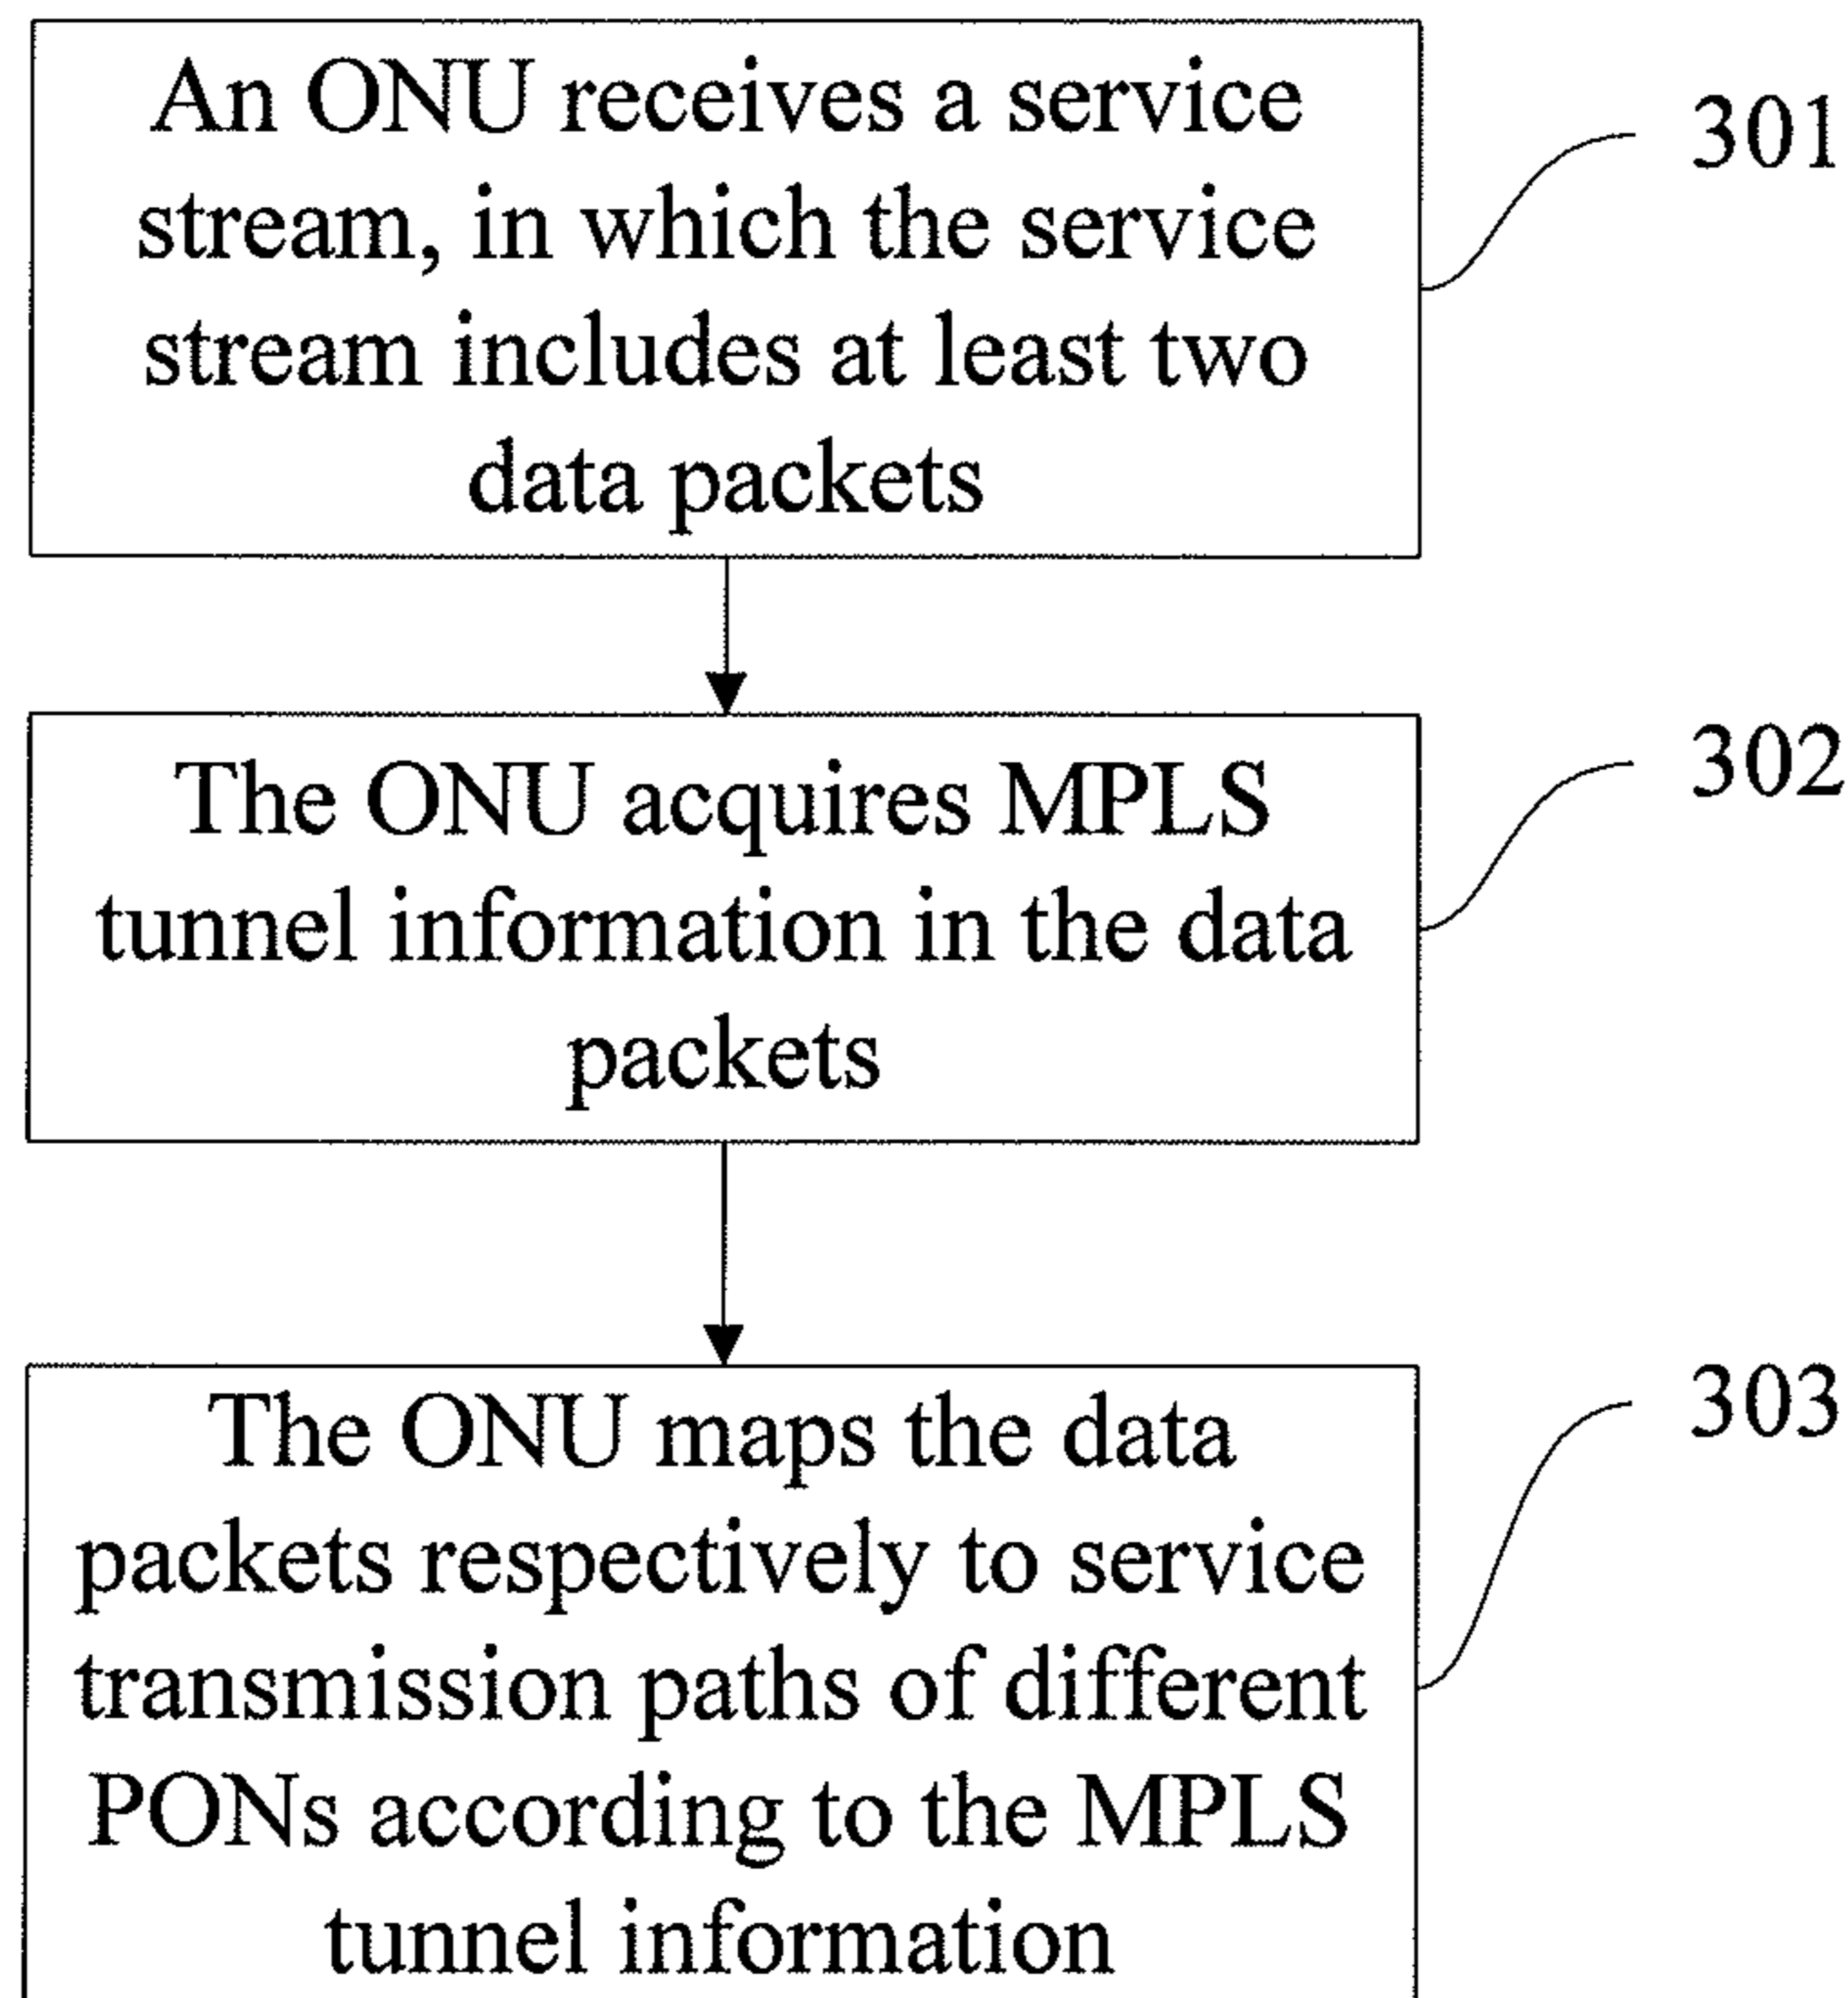 An ONU receives a service
stream, in which the service
stream includes at least two
data packets
301
The ONU acquires MPLS
tunnel information in the data
packets
302
The ONU maps the data
packets respectively to service
transmission paths of different
PONs according to the MPLS
tunnel information
303